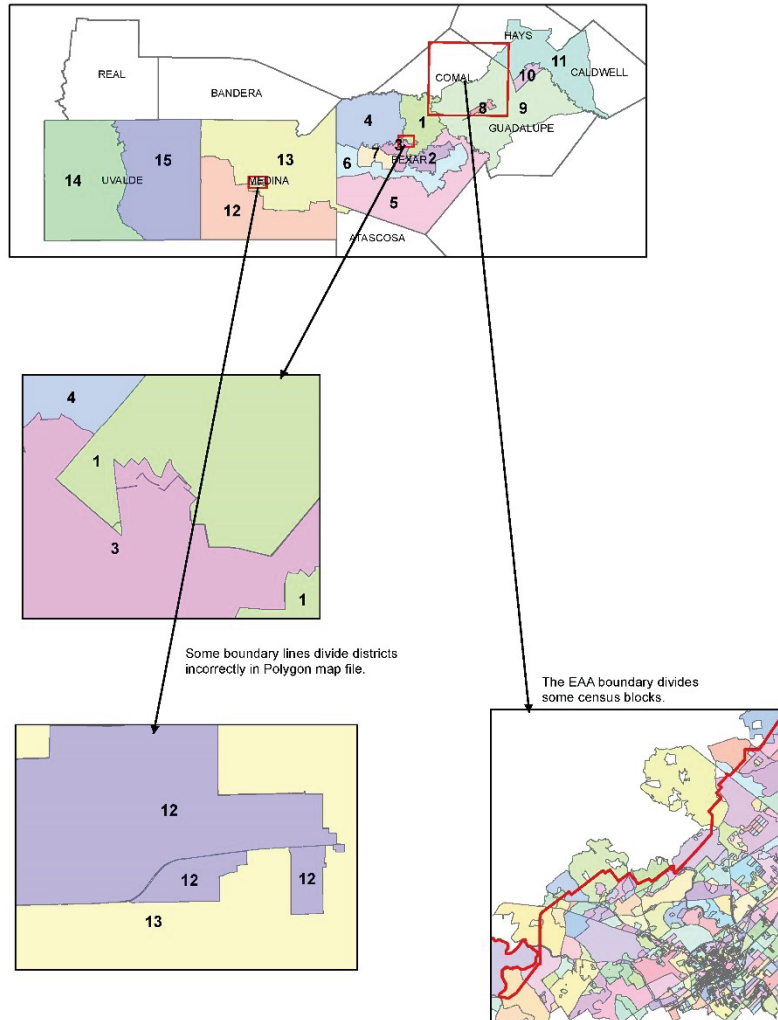 HAYS
11
REAL
COMAL
CALDWELL
10
BANDERA
8
9
4
1
GUADALUPE
13
3
15
7
BEXAR
2
14
6
UVALDE
MEDINA
12
5
ATASCOSA
4
1
3
1
Some boundary lines divide districts
incorrectly in Polygon map file.
The EAA boundary divides
some census blocks.
12
12
12
13